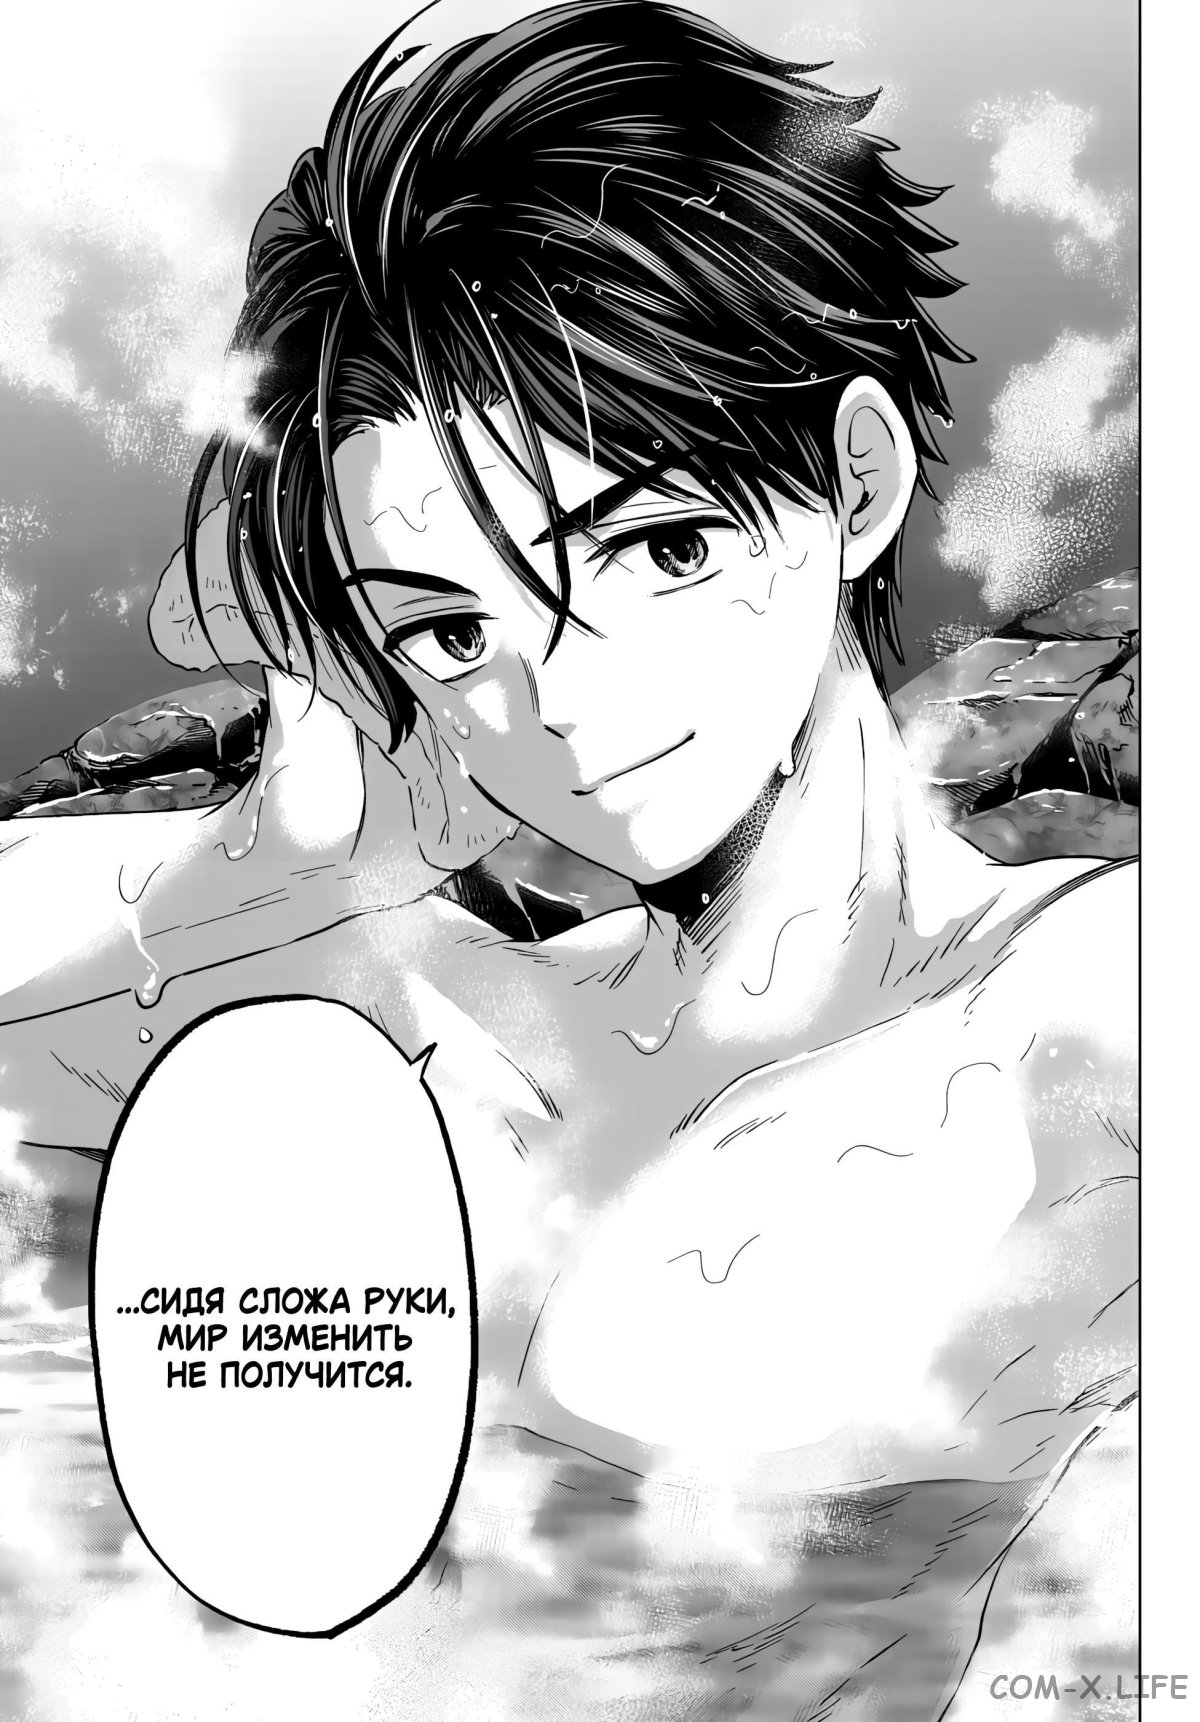 ...СИДЯ СЛОЖА РУКИ,
МИР ИЗМЕНИТЬ
НЕ ПОЛУЧИТСЯ.
COM-X.LIFE